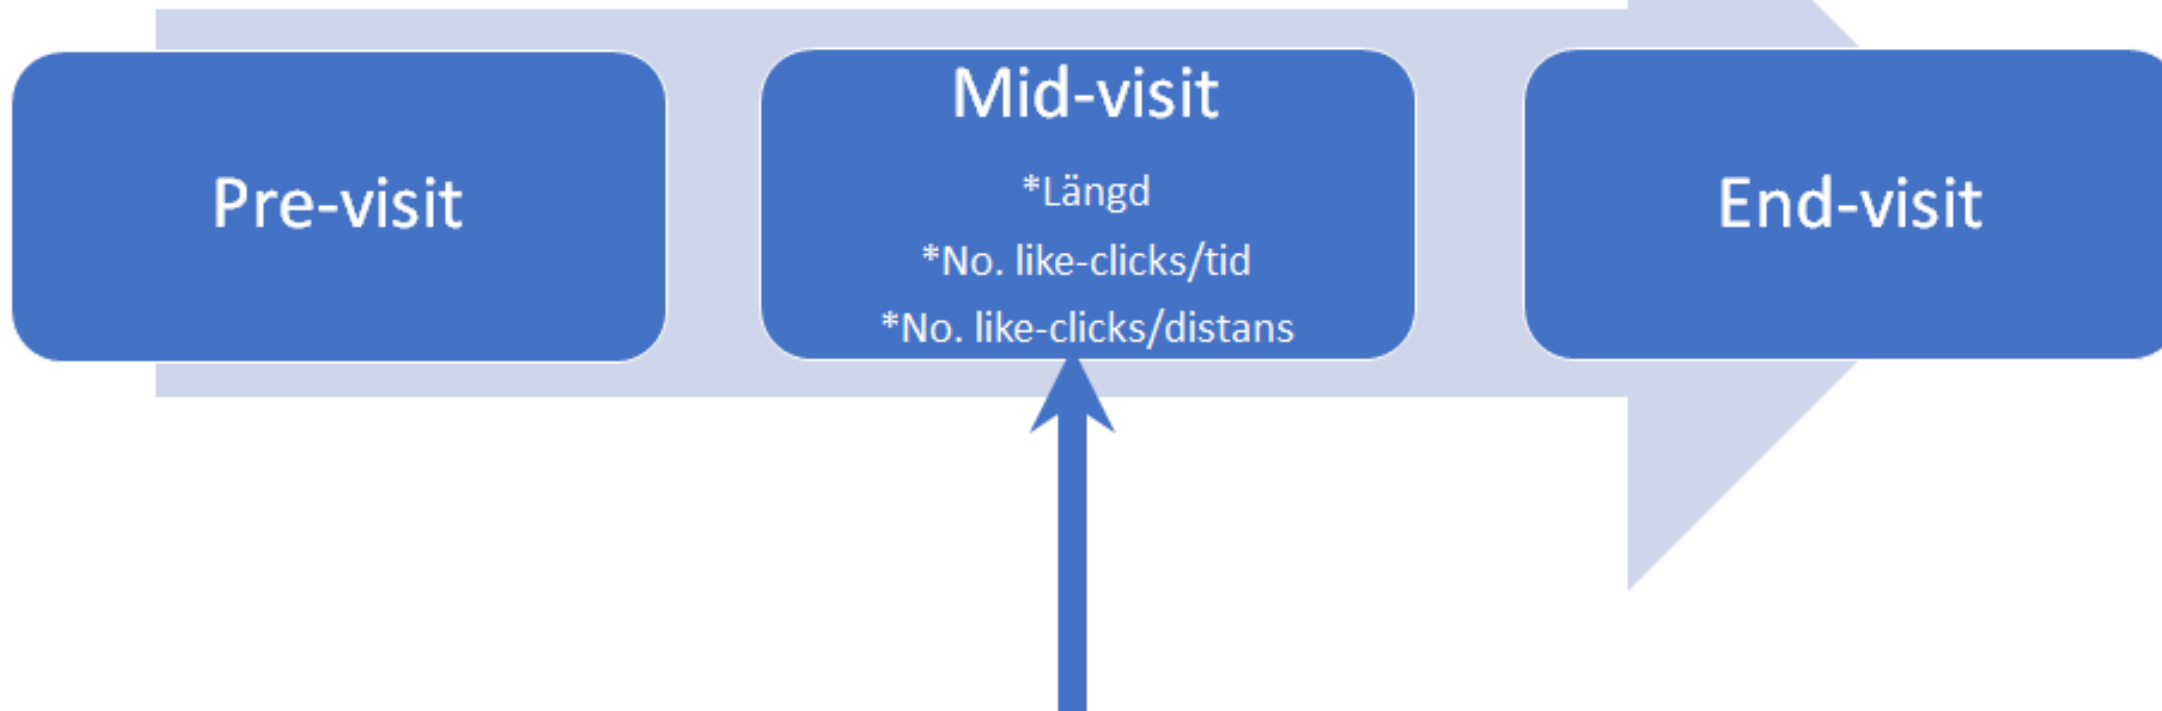 Pre-visit
Mid-visit
*Längd
*No. like-clicks/tid
*No. like-clicks/distans
End-visit